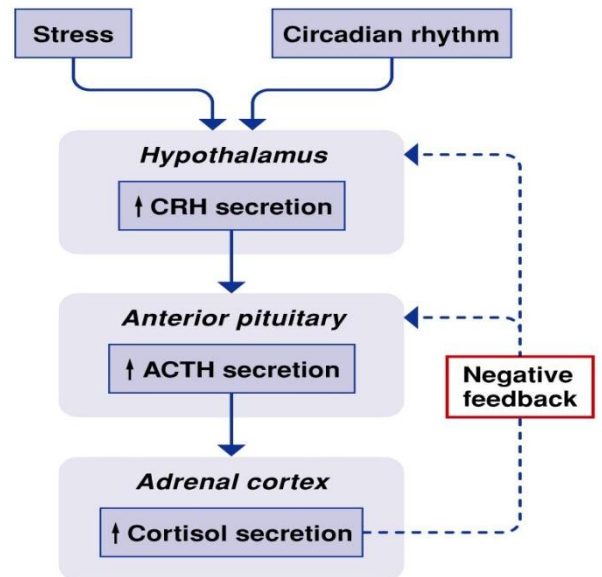 Stress
Circadian rhythm
Hypothalamus
↑ CRH secretion
Anterior pituitary
↑ ACTH secretion
Negative
feedback
Adrenal cortex
↑ Cortisol secretion